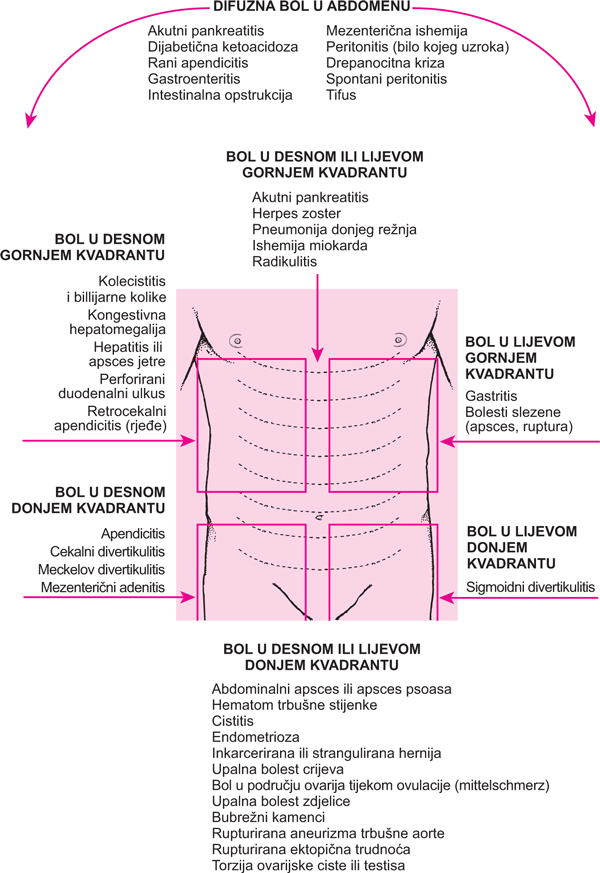 DIFUZNA BOL U ABDOMENU
Akutni pankreatitis
Dijabetična ketoacidoza
Rani apendicitis
Gastroenteritis
Intestinalna opstrukcija
Mezenterična ishemija
Peritonitis (bilo kojeg uzroka)
Drepanocitna kriza
Spontani peritonitis
Tifus
BOL U DESNOM ILI LIJEVOM
GORNJEM KVADRANTU
Akutni pankreatitis
Herpes zoster
Pneumonija donjeg režnja
Ishemija miokarda
Radikulitis
BOL U DESNOM
GORNJEM KVADRANTU
Kolecistitis
i billijarne kolike
Kongestivna
hepatomegalija
Hepatitis ili
apsces jetre
Perforirani
duodenalni ulkus
Retrocekalni
apendicitis (rjeđe)
BOL U LIJEVOM
GORNJEM
KVADRANTU
Gastritis
Bolesti slezene
(apsces, ruptura)
BOL U DESNOM
DONJEM KVADRANTU
Apendicitis
Cekalni divertikulitis
Meckelov divertikulitis
Mezenterični adenitis
BOL U LIJEVOM
DONJEM
KVADRANTU
Sigmoidni divertikulitis
BOL U DESNOM ILI LIJEVOM
DONJEM KVADRANTU
Abdominalni apsces ili apsces psoasa
Hematom trbušne stijenke
Cistitis
Endometrioza
Inkarcerirana ili strangulirana hernija
Upalna bolest crijeva
Bol u području ovarija tijekom ovulacije (mittelschmerz)
Upalna bolest zdjelice
Bubrežni kamenci
Rupturirana aneurizma trbušne aorte
Rupturirana ektopična trudnoća
Torzija ovarijske ciste ili testisa